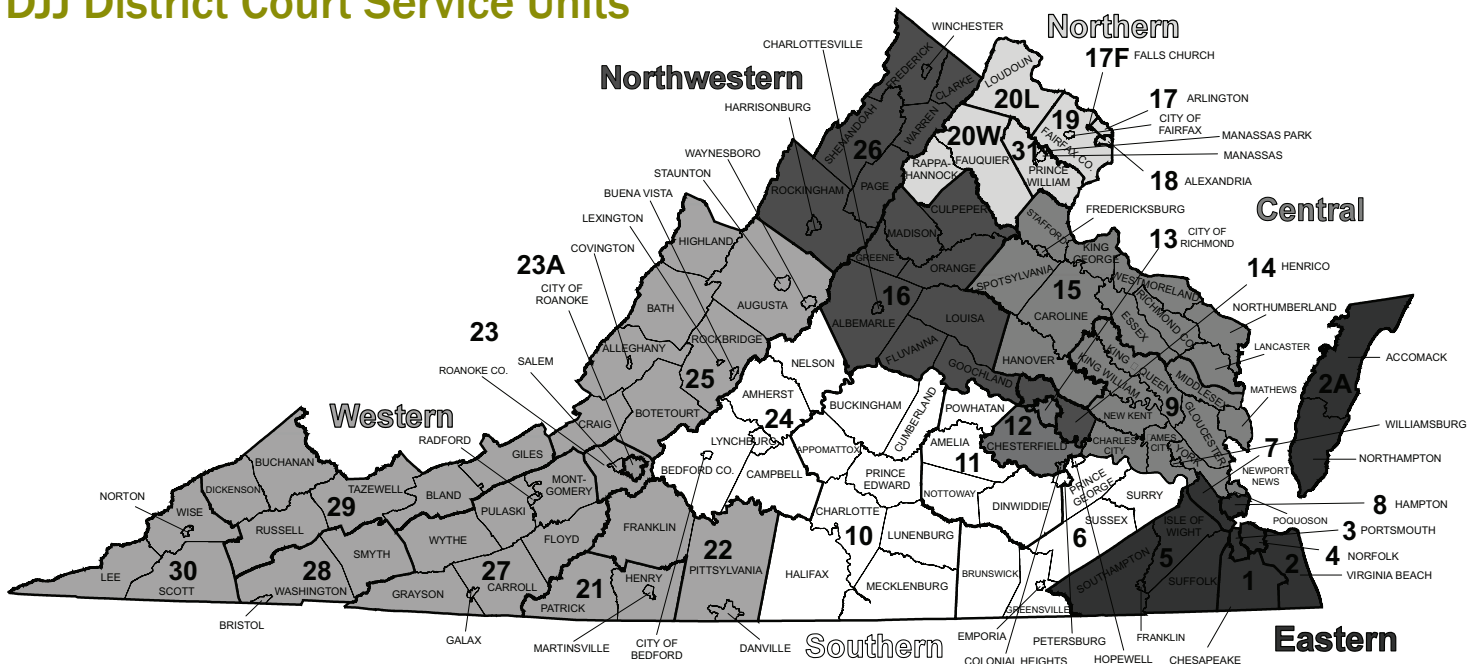 DJJ District Court Service Units
WINCHESTER
Northern
CHARLOTTESVILLE
17F FALLS CHURCH
FREDERICK
LOUDOUN
Northwestern
CLARKE
20L
17 ARLINGTON
HARRISONBURG
19
CITY OF
FAIRFAX
SHENANDOAH
WARREN
20W
FAIRFAX CO.
MANASSAS PARK
26
31
MANASSAS
WAYNESBORO
FAUQUIER
RAPPA-
HANNOCK
PRINCE
WILLIAM
STAUNTON
18 ALEXANDRIA
ROCKINGHAM
PAGE
BUENA VISTA
Central
CULPEPER
FREDERICKSBURG
LEXINGTON
STAFFORD
MADISON
13
CITY OF
RICHMOND
HIGHLAND
COVINGTON
KING
GEORGE
GREENE
23A
ORANGE
14 HENRICO
SPOTSYLVANIA
WESTMORELAND
CITY OF
ROANOKE
15
16
BATH
AUGUSTA
RICHMOND CO.
NORTHUMBERLAND
ESSEX
CAROLINE
LOUISA
ALBEMARLE
23
ROCKBRIDGE
ALLEGHANY
FLUVANNA
LANCASTER
ACCOMACK
SALEM
NELSON
HANOVER
KING
QUEEN
KING WILLIAM
GOOCHLAND
ROANOKE CO.
25
MIDDLESEX
2A
AMHERST
MATHEWS
BUCKINGHAM
CUMBERLAND
POWHATAN
9
GLOUCESTER
BOTETOURT
24
NEW KENT
Western
CRAIG
12
WILLIAMSBURG
RADFORD
LYNCHBURG
AMELIA
CHESTERFIELD
CHARLES
CITY
JAMES
CITY
YORK
7
APPOMATTOX
GILES
NORTHAMPTON
BUCHANAN
BEDFORD CO.
11
CAMPBELL
PRINCE
EDWARD
NEWPORT
NEWS
DICKENSON
TAZEWELL
BLAND
MONT-
GOMERY
NORTON
NOTTOWAY
PRINCE
GEORGE
SURRY
8 HAMPTON
29
DINWIDDIE
WISE
PULASKI
CHARLOTTE
SUSSEX
POQUOSON
RUSSELL
FRANKLIN
ISLE OF
WIGHT
3 PORTSMOUTH
WYTHE
FLOYD
10
LUNENBURG
6
SMYTH
22
5
4 NORFOLK
PITTSYLVANIA
LEE
30
28
27
HALIFAX
BRUNSWICK
VIRGINIA BEACH
SCOTT
WASHINGTON
GRAYSON
CARROLL
21
HENRY
MECKLENBURG
SOUTHAMPTON
SUFFOLK
1
2
PATRICK
GREENSVILLE
BRISTOL
GALAX
MARTINSVILLE
CITY OF
BEDFORD
DANVILLE
Southern
EMPORIA
PETERSBURG
FRANKLIN
Eastern
COLONIAL HEIGHTS
HOPEWELL
CHESAPEAKE